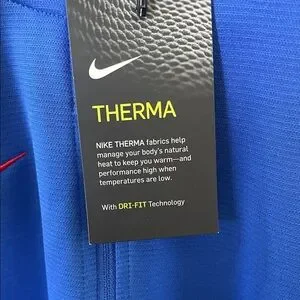 THERMA
NIKE THERMA fabrics help
manage your body's natural
heat to keep you warm—and
performance high when
temperatures are low.
With DRI-FIT Technology